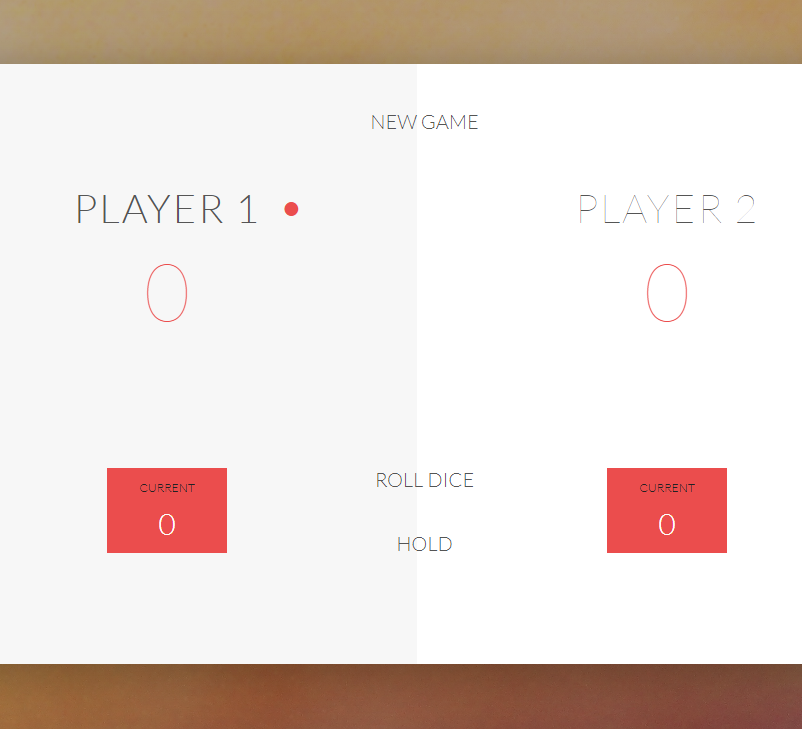 NEW GAME
PLAYER 1
PLAYER 2
0
0
ROLL DICE
CURRENT
0
CURRENT
0
HOLD